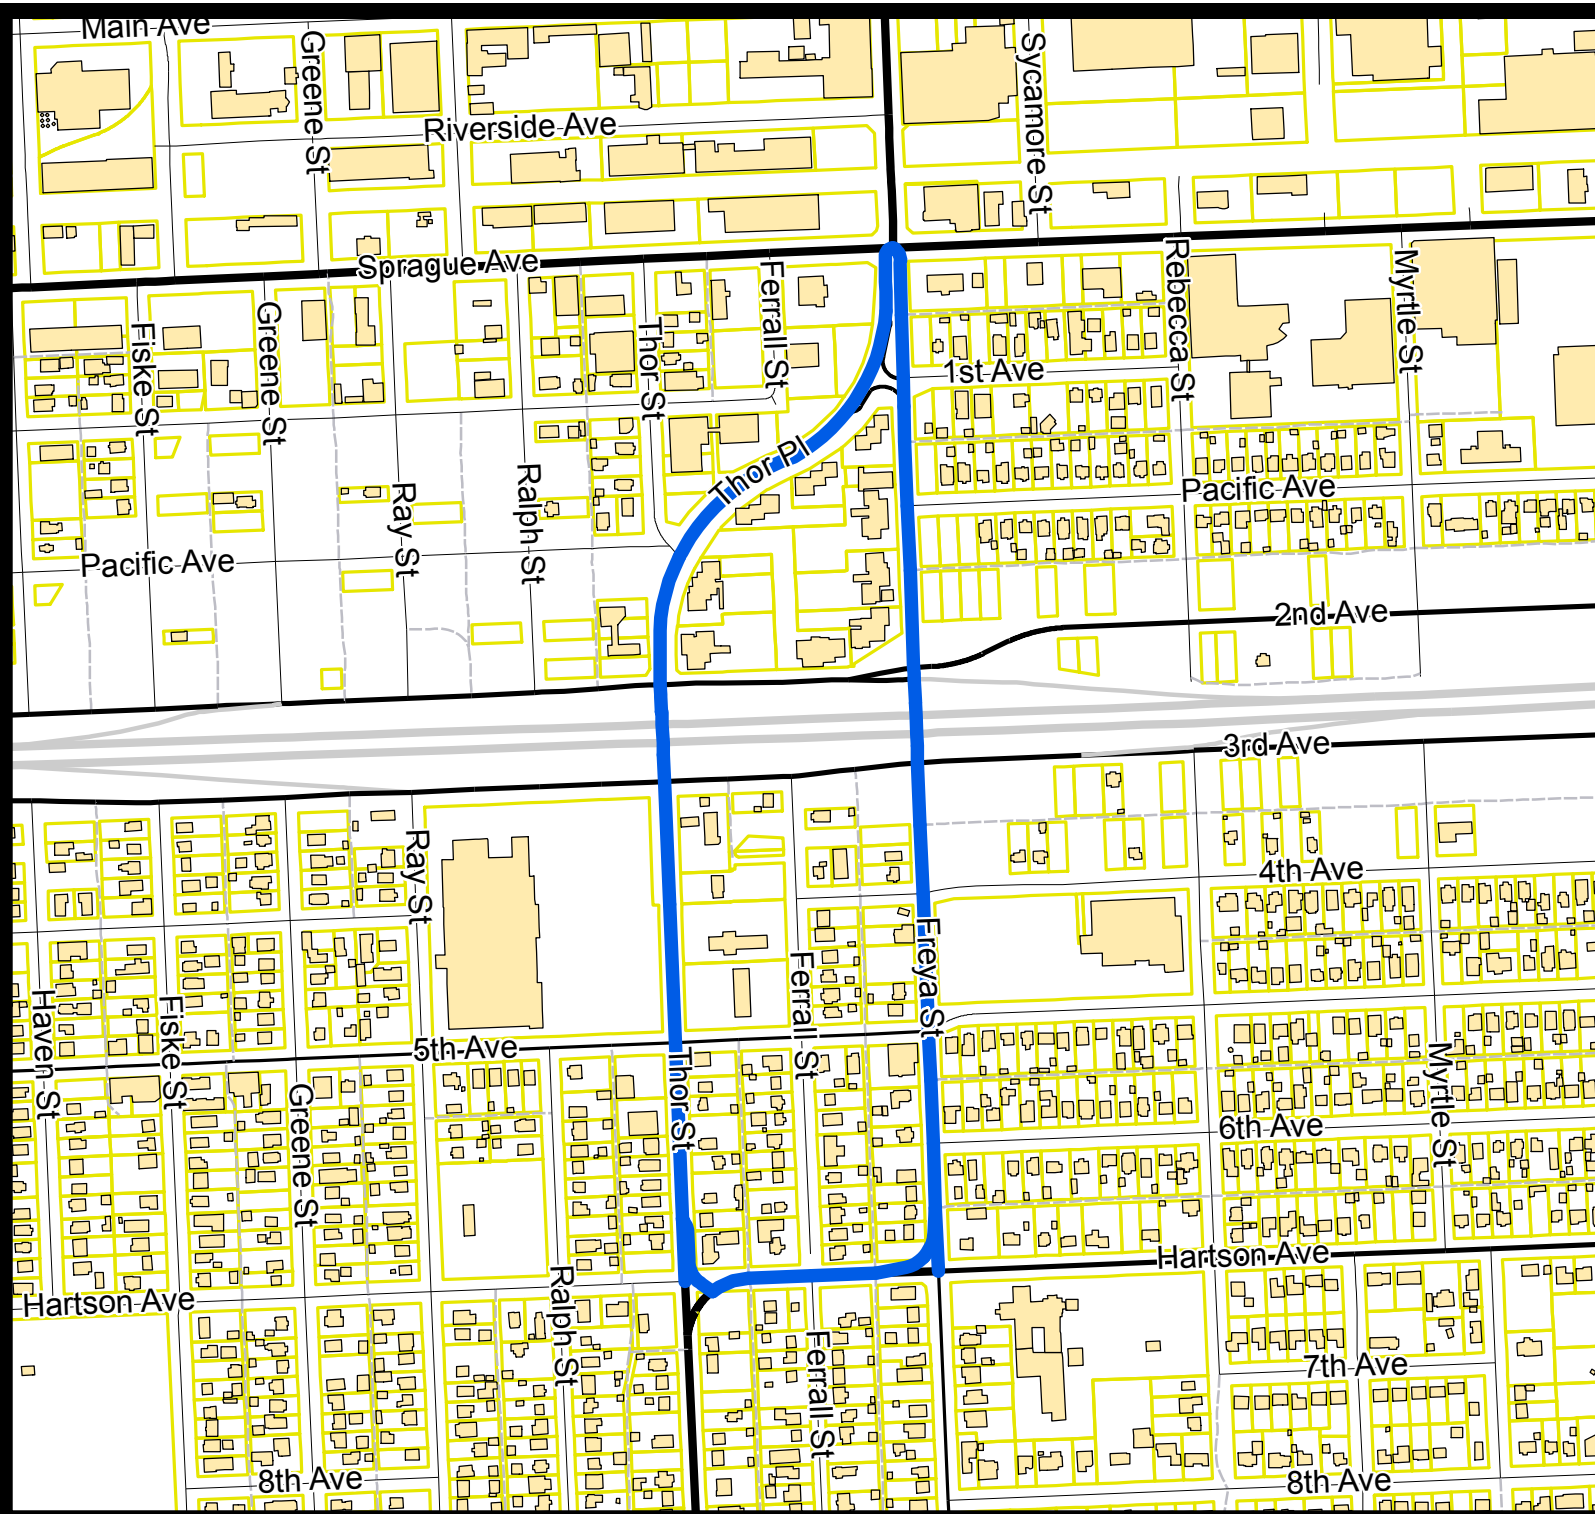 Main Ave
Greene St
Riverside Ave
Sycamore St
Sprague Ave
Ferrall St
Rebecca St
Myrtle St
Fiske St
Greene St
Thor St
1st Ave
Thor Pl
Ray St
Ralph St
Pacific Ave
Pacific Ave
2nd Ave
3rd Ave
Ray St
4th Ave
Freya St
Ferrall St
Haven St
Fiske St
5th Ave
Thor St
Myrtle St
Greene St
6th Ave
Hartson Ave
Hartson Ave
Ralph St
Ferrall St
7th Ave
8th Ave
8th Ave